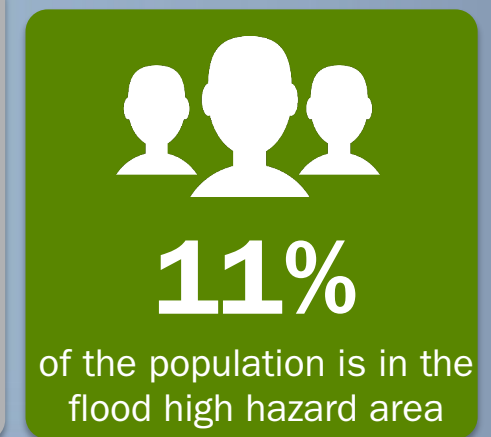 11%
of the population is in the
flood high hazard area